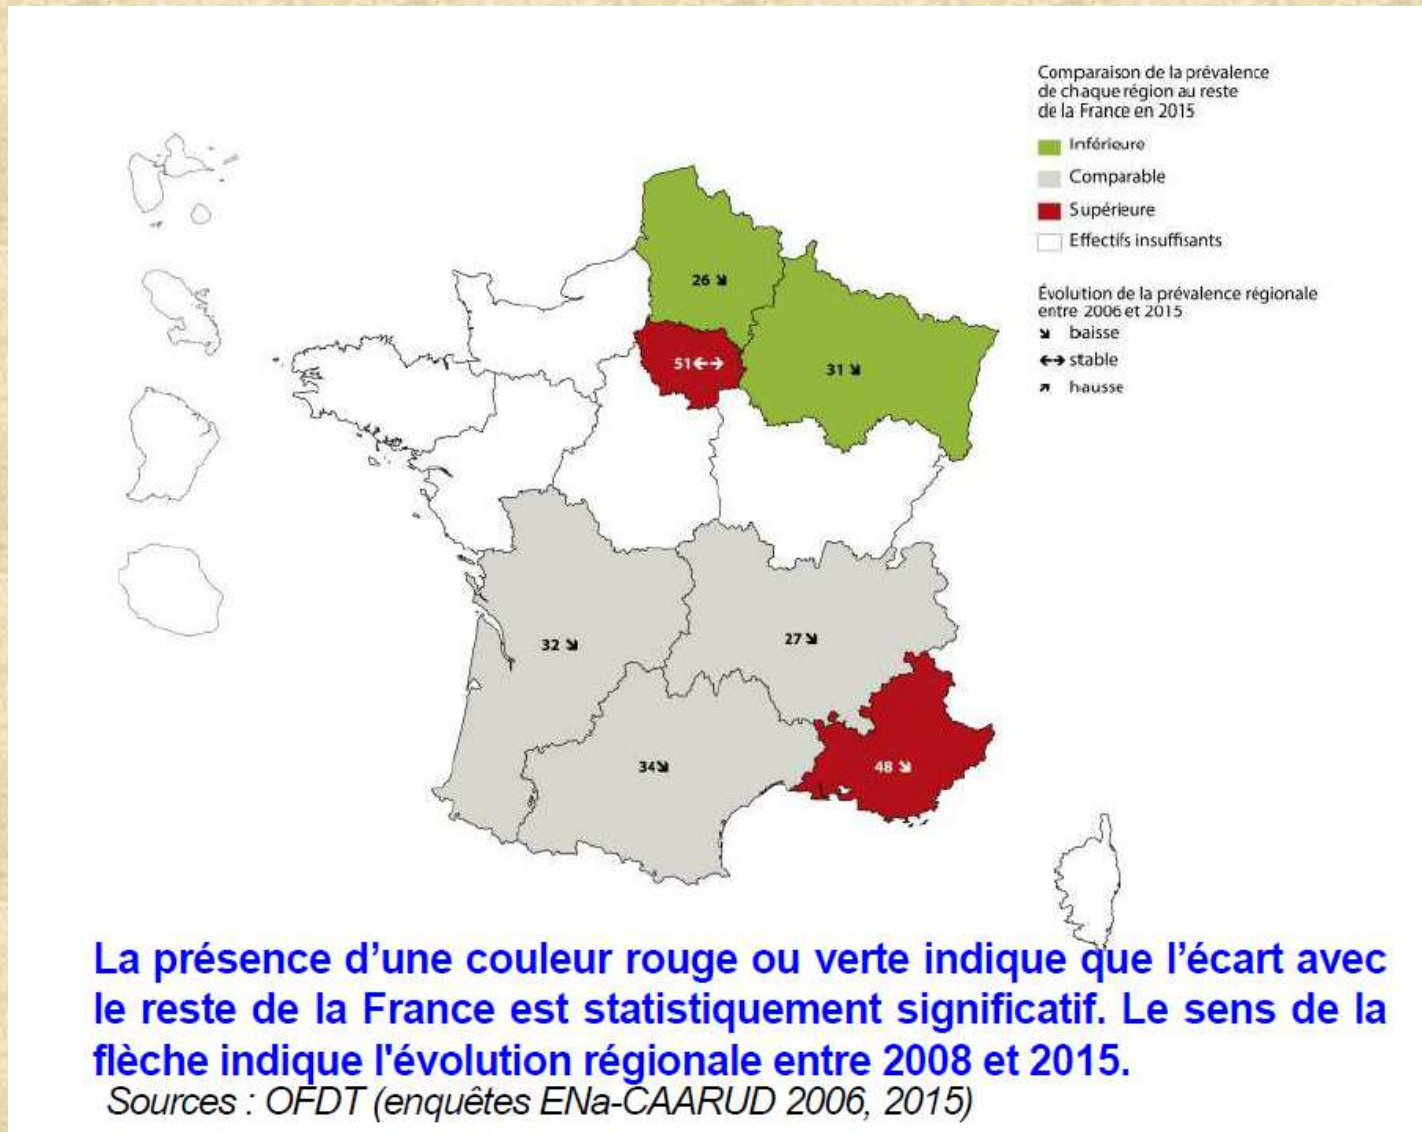 Comparaison de la prévalence
de chaque région au reste
de la France en 2015
Inférieure
Comparable
Supérieure
Effectifs insuffisants
Évolution de la prévalence régionale
entre 2006 et 2015
↘ baisse
↔ stable
↗ hausse
26 ↘
51 ↔
31 ↘
32 ↘
27 ↘
34 ↘
48 ↘
La présence d’une couleur rouge ou verte indique que l’écart avec
le reste de la France est statistiquement significatif. Le sens de la
flèche indique l'évolution régionale entre 2008 et 2015.
Sources : OFDT (enquêtes ENa-CAARUD 2006, 2015)